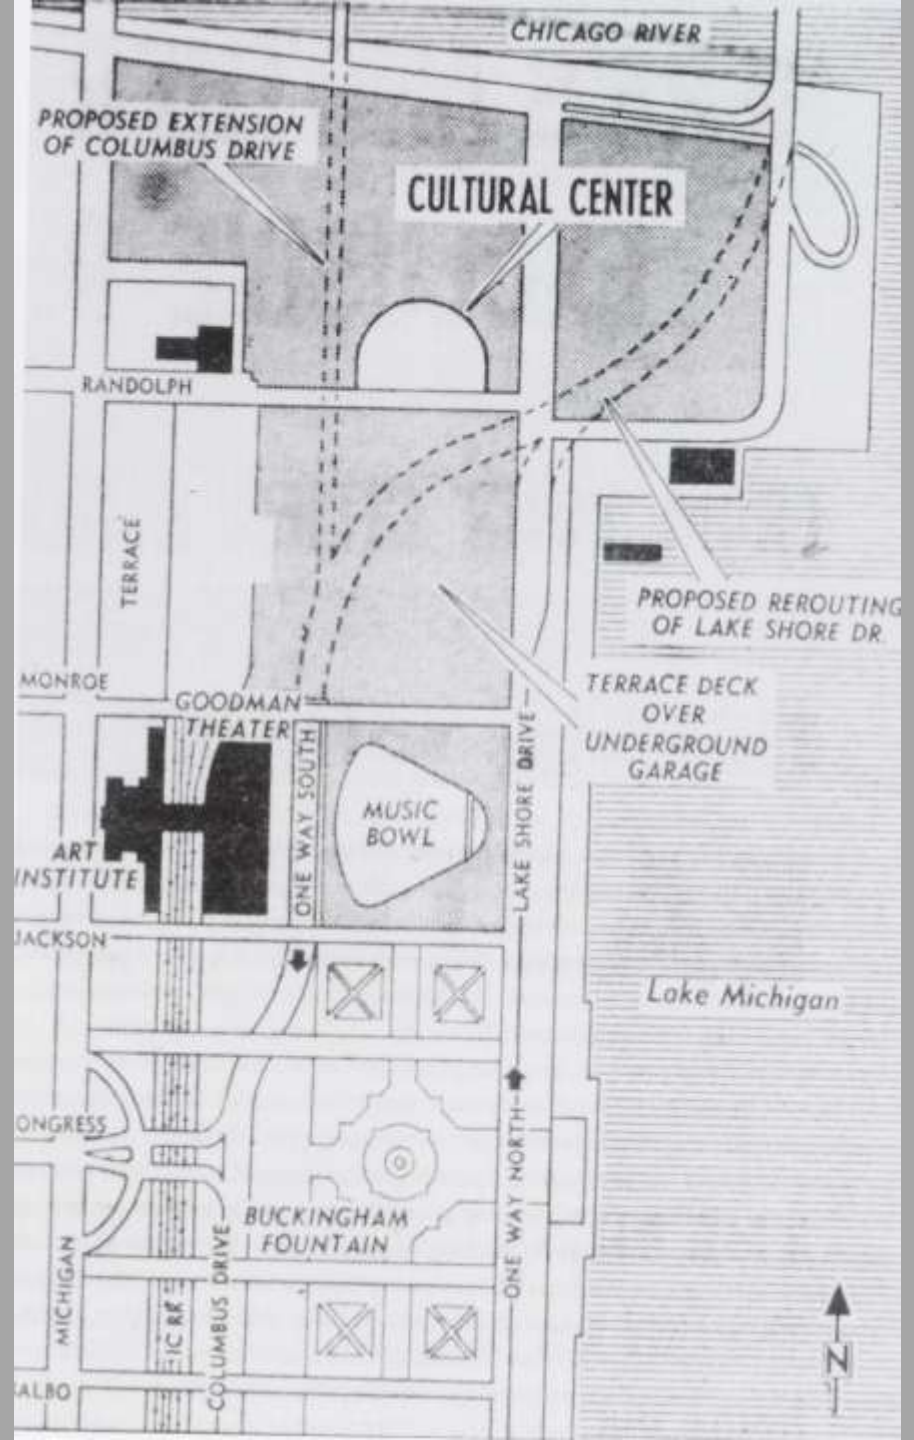 CHICAGO RIVER
PROPOSED EXTENSION
OF COLUMBUS DRIVE
CULTURAL CENTER
RANDOLPH
TERRACE
PROPOSED REROUTING
OF LAKE SHORE DR.
MONROE
GOODMAN
THEATER
TERRACE DECK
OVER
UNDERGROUND
GARAGE
ONE WAY SOUTH
MUSIC
BOWL
LAKE SHORE DRIVE
ART
INSTITUTE
JACKSON
Lake Michigan
ONGRESS
ONE WAY NORTH
BUCKINGHAM
FOUNTAIN
MICHIGAN
IC RR
COLUMBUS DRIVE
N
ALBO